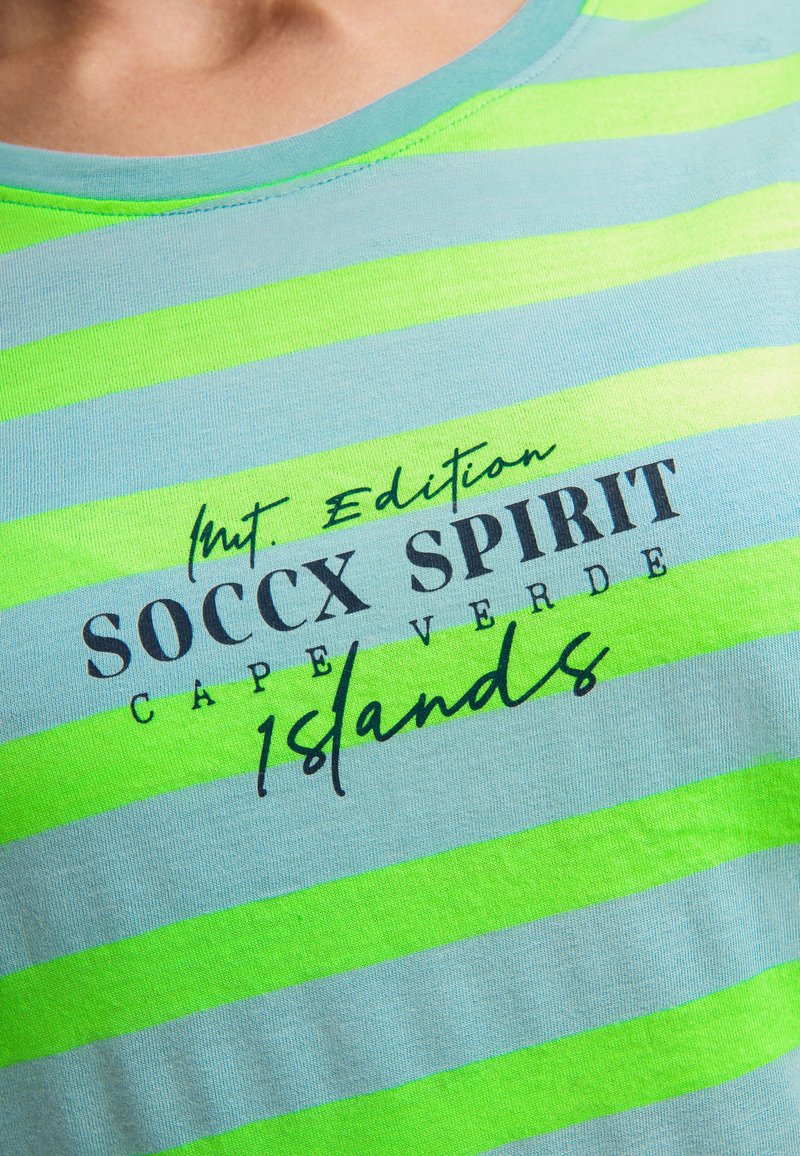 Int. Edition
SOCCX SPIRIT
CAPE VERDE
Islands